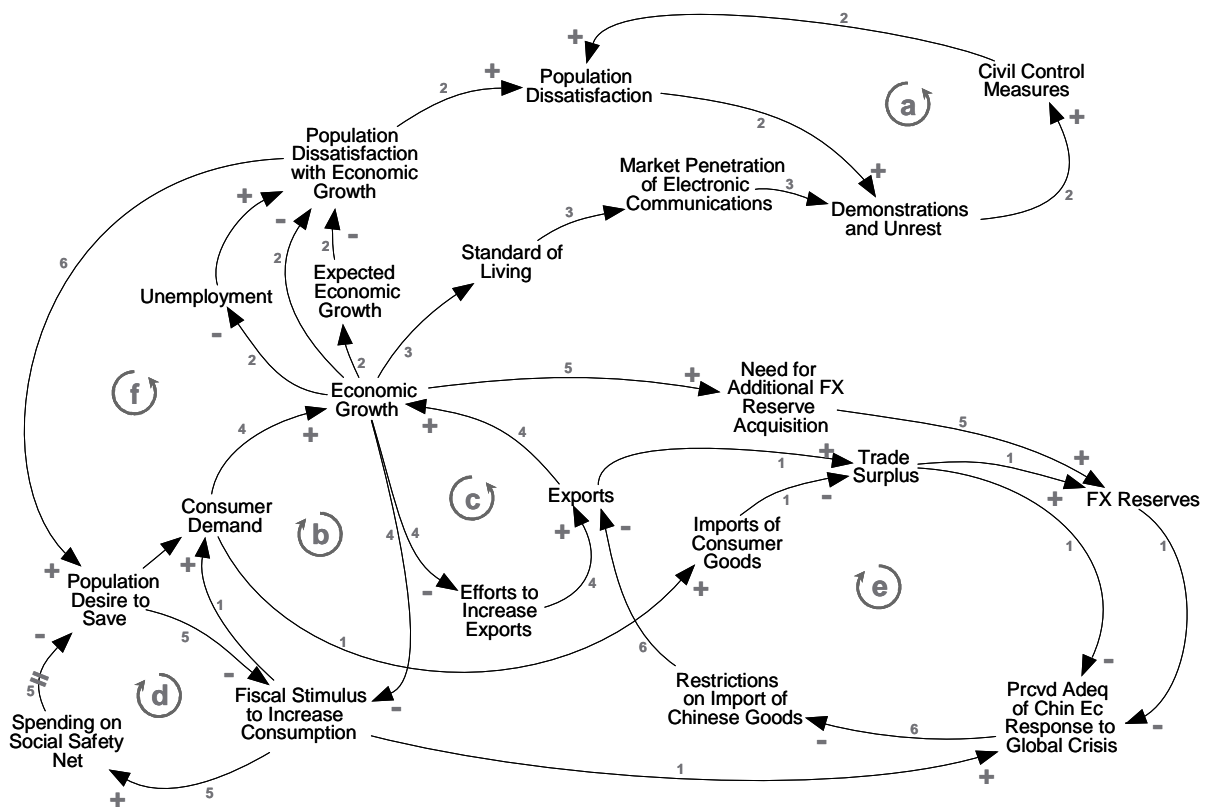 2
+
Population
Dissatisfaction
+
2
Civil Control
Measures
+
a
2
2
Population
Dissatisfaction
with Economic
Growth
+
-
-
2
2
Market Penetration
of Electronic
Communications
3
+
Demonstrations
and Unrest
3
Standard of
Living
6
Unemployment
-
Expected
Economic
Growth
2
2
3
f
Economic
Growth
+
+
5
+
Need for
Additional FX
Reserve
Acquisition
5
+
4
4
c
Exports
+
-
1
+
Trade
Surplus
-
1
1
+
FX Reserves
Consumer
Demand
+
b
4
4
Imports of
Consumer
Goods
+
1
1
e
+
Population
Desire to
Save
-
5
1
-
Efforts to
Increase
Exports
4
1
6
-
5
d
-
Fiscal Stimulus
to Increase
Consumption
-
Restrictions
on Import of
Chinese Goods
-
6
Prcvd Adeq
of Chin Ec
Response to
Global Crisis
-
+
Spending on
Social Safety
Net
+
5
1